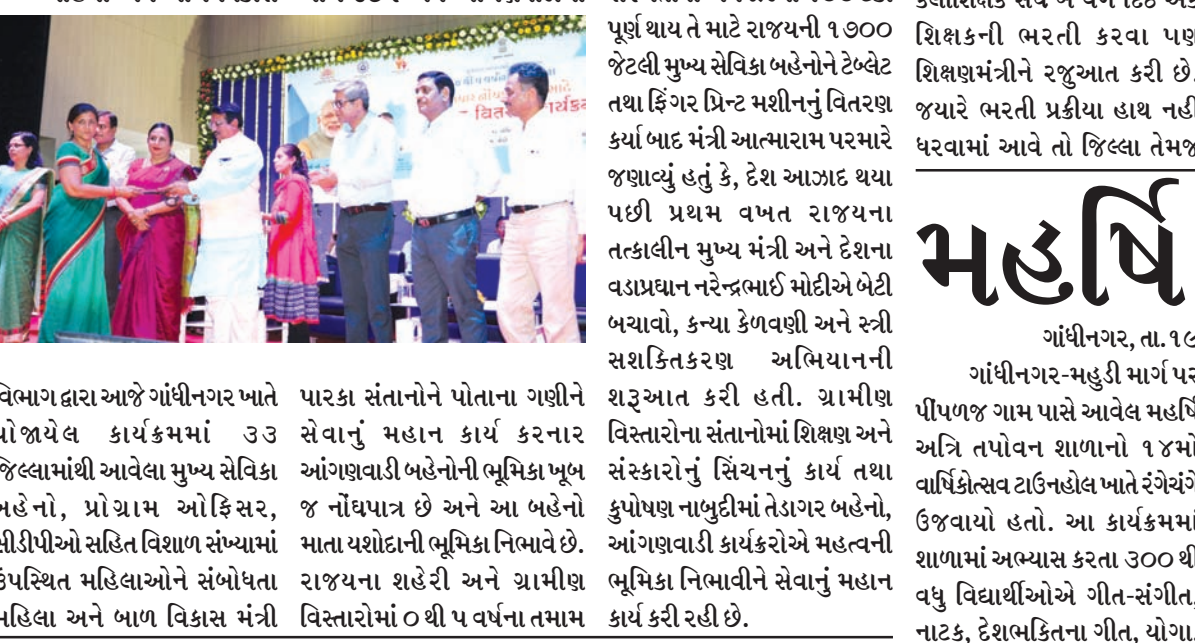 વિભાગ દ્વારા આજે ગાંધીનગર ખાતે
યોજાયેલ કાર્યક્રમમાં ૩૩
જિલ્લામાંથી આવેલા મુખ્ય સેવિકા
બહેનો, પ્રોગ્રામ ઓફિસર,
સીડીપીઓ સહિત વિશાળ સંખ્યામાં
ઉપસ્થિત મહિલાઓને સંબોધતા
મહિલા અને બાળ વિકાસ મંત્રી
પારકા સંતાનોને પોતાના ગણીને
સેવાનું મહાન કાર્ય કરનાર
આંગણવાડી બહેનોની ભૂમિકા ખૂબ
જ નોંધપાત્ર છે અને આ બહેનો
માતા યશોદાની ભૂમિકા નિભાવે છે.
રાજયના શહેરી અને ગ્રામીણ
વિસ્તારોમાં ૦ થી ૫ વર્ષના તમામ
પૂર્ણ થાય તે માટે રાજયની ૧૭૦૦
જેટલી મુખ્ય સેવિકા બહેનોને ટેબ્લેટ
તથા ફિંગર પ્રિન્ટ મશીનનું વિતરણ
કર્યા બાદ મંત્રી આત્મારામ પરમારે
જણાવ્યું હતું કે, દેશ આઝાદ થયા
પછી પ્રથમ વખત રાજયના
તત્કાલીન મુખ્ય મંત્રી અને દેશના
વડાપ્રધાન નરેન્દ્રભાઈ મોદીએ બેટી
બચાવો, કન્યા કેળવણી અને સ્ત્રી
સશક્તિકરણ અભિયાનની
શરૂઆત કરી હતી. ગ્રામીણ
વિસ્તારોના સંતાનોમાં શિક્ષણ અને
સંસ્કારોનું સિંચનનું કાર્ય તથા
કુપોષણ નાબુદીમાં તેડાગર બહેનો,
આંગણવાડી કાર્યક્રરોએ મહત્વની
ભૂમિકા નિભાવીને સેવાનું મહાન
કાર્ય કરી રહી છે.
શિક્ષકની ભરતી કરવા પણ
શિક્ષણમંત્રીને રજુઆત કરી છે.
જયારે ભરતી પ્રક્રીયા હાથ નહી
ધરવામાં આવે તો જિલ્લા તેમજ
મહર્ષિ
ગાંધીનગર, તા.૧૯
ગાંધીનગર-મહુડી માર્ગ પર
પીંપળજ ગામ પાસે આવેલ મહર્ષિ
અત્રિ તપોવન શાળાનો ૧૪મો
વાર્ષિકોત્સવ ટાઉનહોલ ખાતે રંગેચંગે
ઉજવાયો હતો. આ કાર્યક્રમમાં
શાળામાં અભ્યાસ કરતા ૩૦૦ થી
વધુ વિદ્યાર્થીઓએ ગીત-સંગીત,
નાટક, દેશભક્તિના ગીત, યોગા,